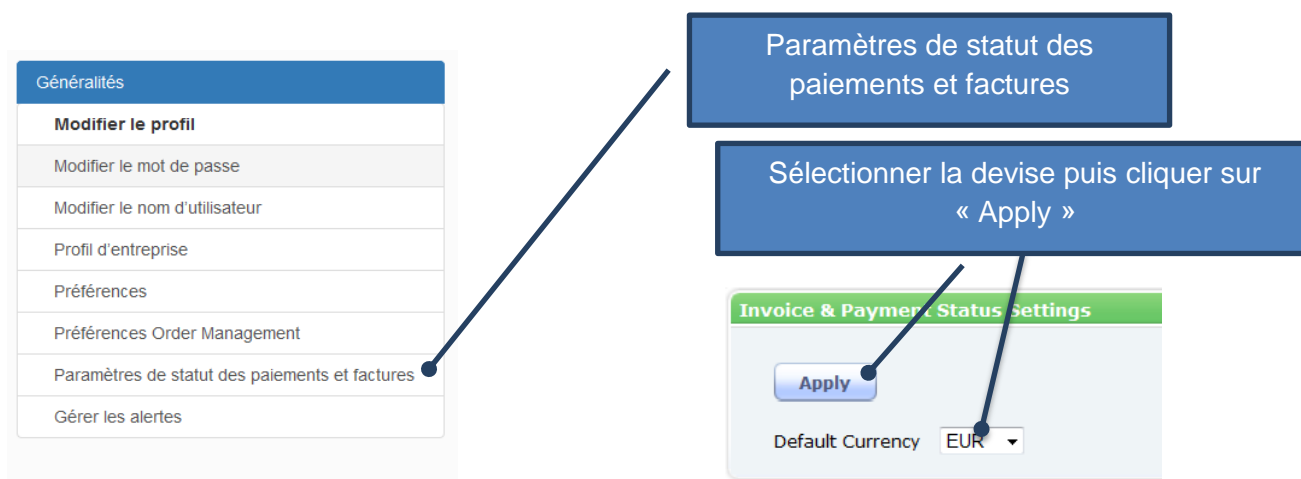 Généralités
Modifier le profil
Modifier le mot de passe
Modifier le nom d'utilisateur
Profil d'entreprise
Préférences
Préférences Order Management
Paramètres de statut des paiements et factures
Gérer les alertes
Paramètres de statut des
paiements et factures
Sélectionner la devise puis cliquer sur
« Apply »
Invoice & Payment Status Settings
Apply
Default Currency EUR